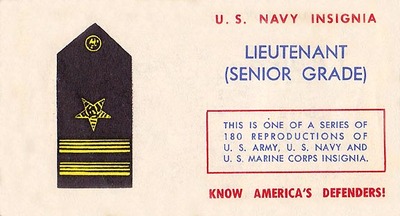 U. S. NAVY INSIGNIA
LIEUTENANT
(SENIOR GRADE)
THIS IS ONE OF A SERIES OF
180 REPRODUCTIONS OF
U. S. ARMY, U. S. NAVY AND
U. S. MARINE CORPS INSIGNIA.
KNOW AMERICA'S DEFENDERS!